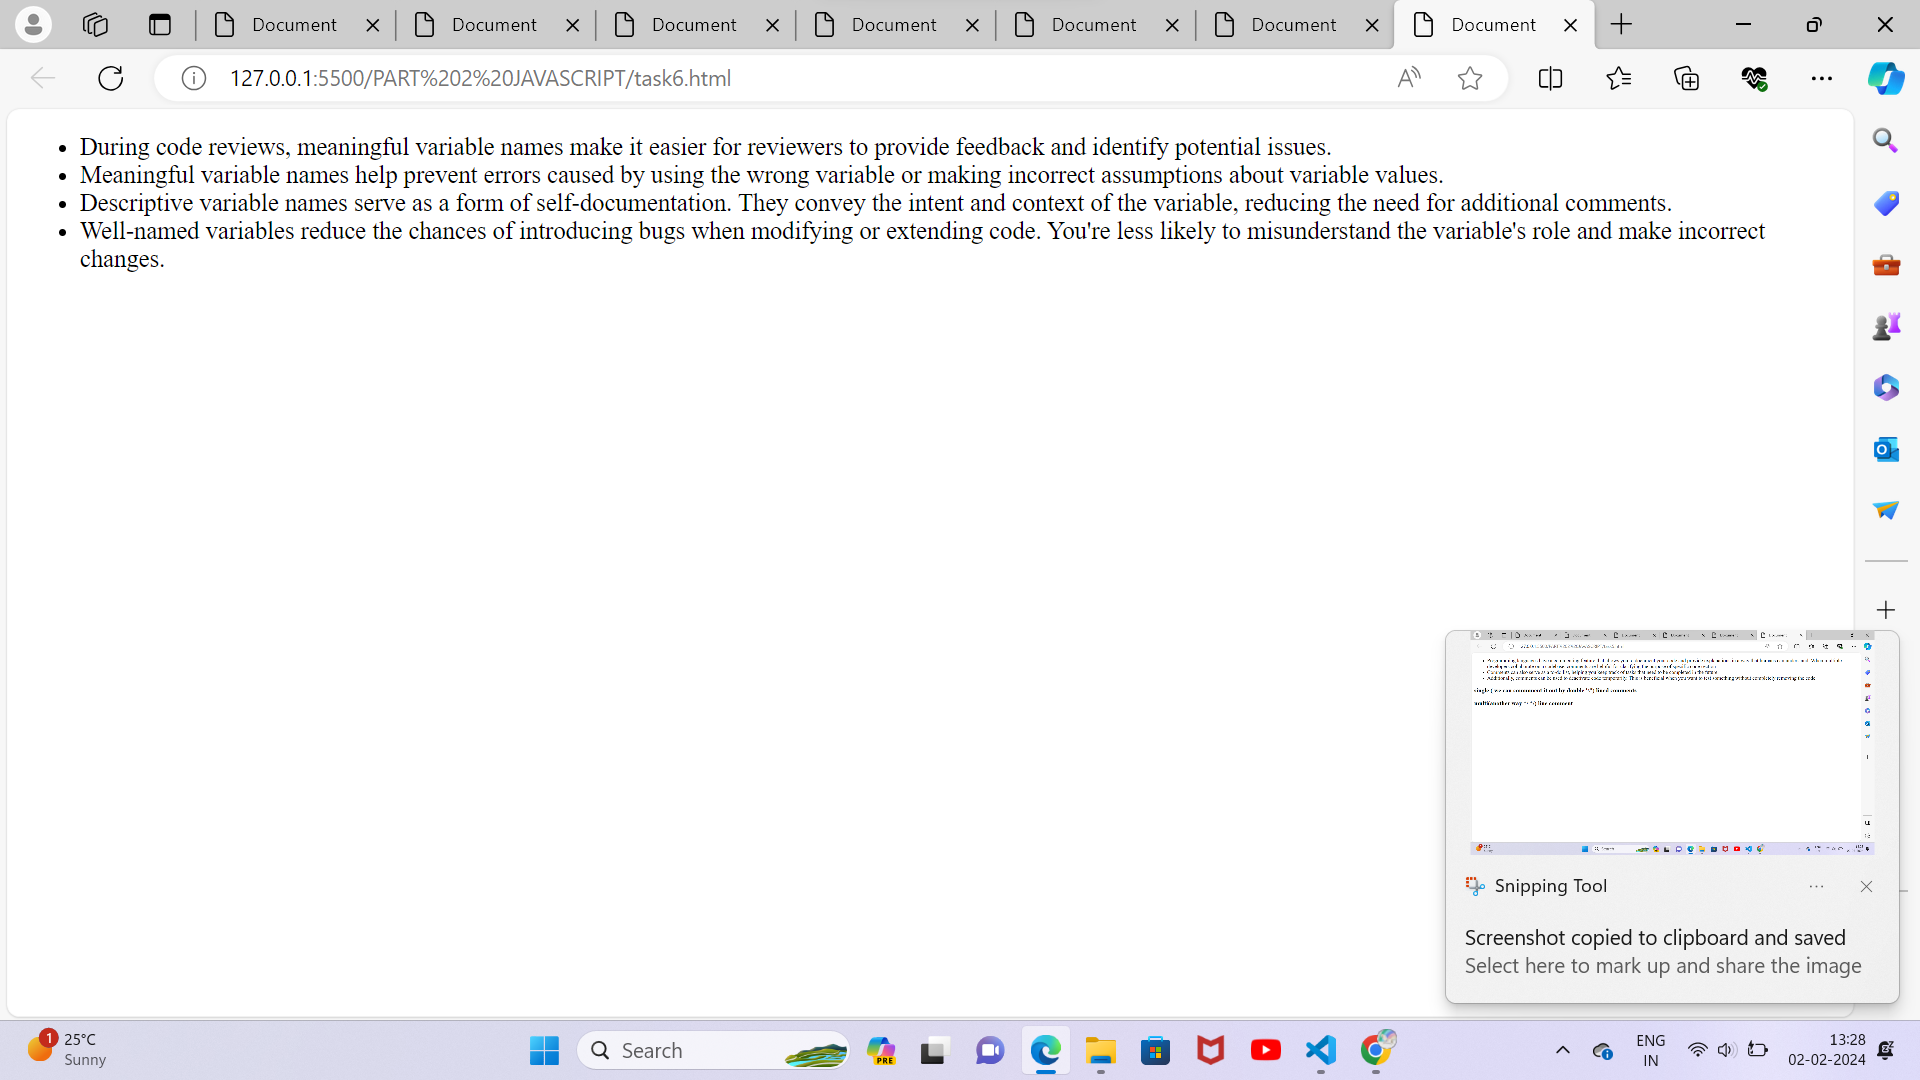 Document Document Document Document Document Document Document
127.0.0.1:5500/PART%202%20JAVASCRIPT/task6.html
• During code reviews, meaningful variable names make it easier for reviewers to provide feedback and identify potential issues.
• Meaningful variable names help prevent errors caused by using the wrong variable or making incorrect assumptions about variable values.
• Descriptive variable names serve as a form of self-documentation. They convey the intent and context of the variable, reducing the need for additional comments.
• Well-named variables reduce the chances of introducing bugs when modifying or extending code. You're less likely to misunderstand the variable's role and make incorrect
changes.
Snipping Tool
Screenshot copied to clipboard and saved
Select here to mark up and share the image
1 25°C
Sunny
Search
PRE
ENG
IN
13:28
02-02-2024